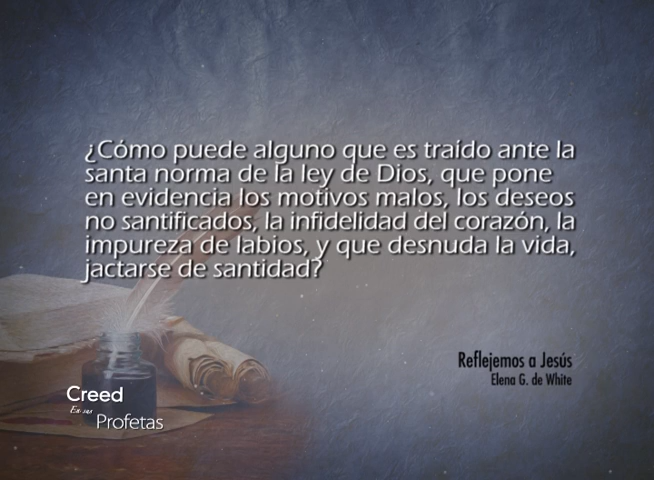 ¿Cómo puede alguno que es traído ante la
santa norma de la ley de Dios, que pone
en evidencia los motivos malos, los deseos
no santificados, la infidelidad del corazón, la
impureza de labios, y que desnuda la vida,
jactarse de santidad?
Reflejemos a Jesús
Elena G. de White
Creed
En sus
Profetas